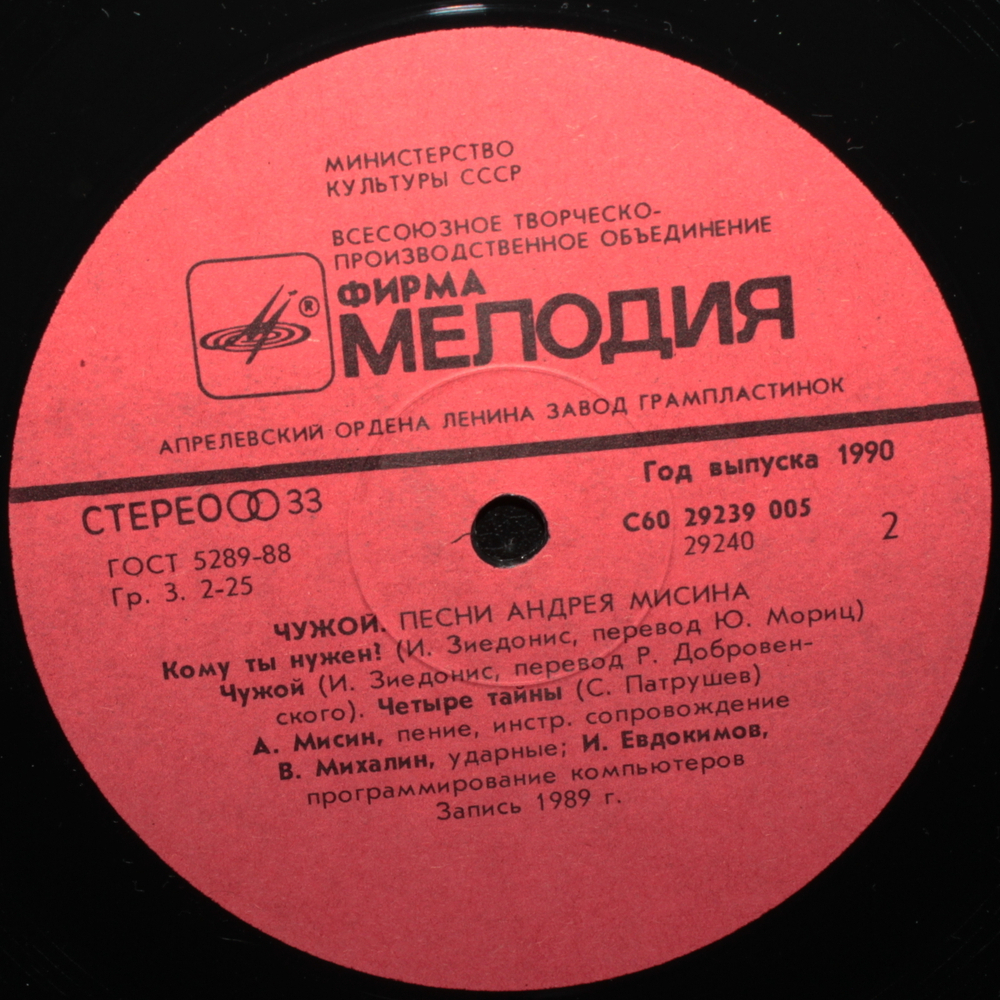 МИНИСТЕРСТВО
КУЛЬТУРЫ СССР
ВСЕСОЮЗНОЕ ТВОРЧЕСКО-
ПРОИЗВОДСТВЕННОЕ ОБЪЕДИНЕНИЕ
®
ФИРМА
МЕЛОДИЯ
АПРЕЛЕВСКИЙ ОРДЕНА ЛЕНИНА ЗАВОД ГРАМПЛАСТИНОК
Год выпуска 1990
СТЕРЕО 33
С60 29239 005
29240
2
ГОСТ 5289-88
Гр. 3. 2-25
ЧУЖОЙ. ПЕСНИ АНДРЕЯ МИСИНА
Кому ты нужен? (И. Зиедонис, перевод Ю. Мориц)
Чужой (И. Зиедонис, перевод Р. Добровен-
ского). Четыре тайны (С. Патрушев)
А. Мисин, пение, инстр. сопровождение
В. Михалин, ударные; И. Евдокимов,
программирование компьютеров
Запись 1989 г.